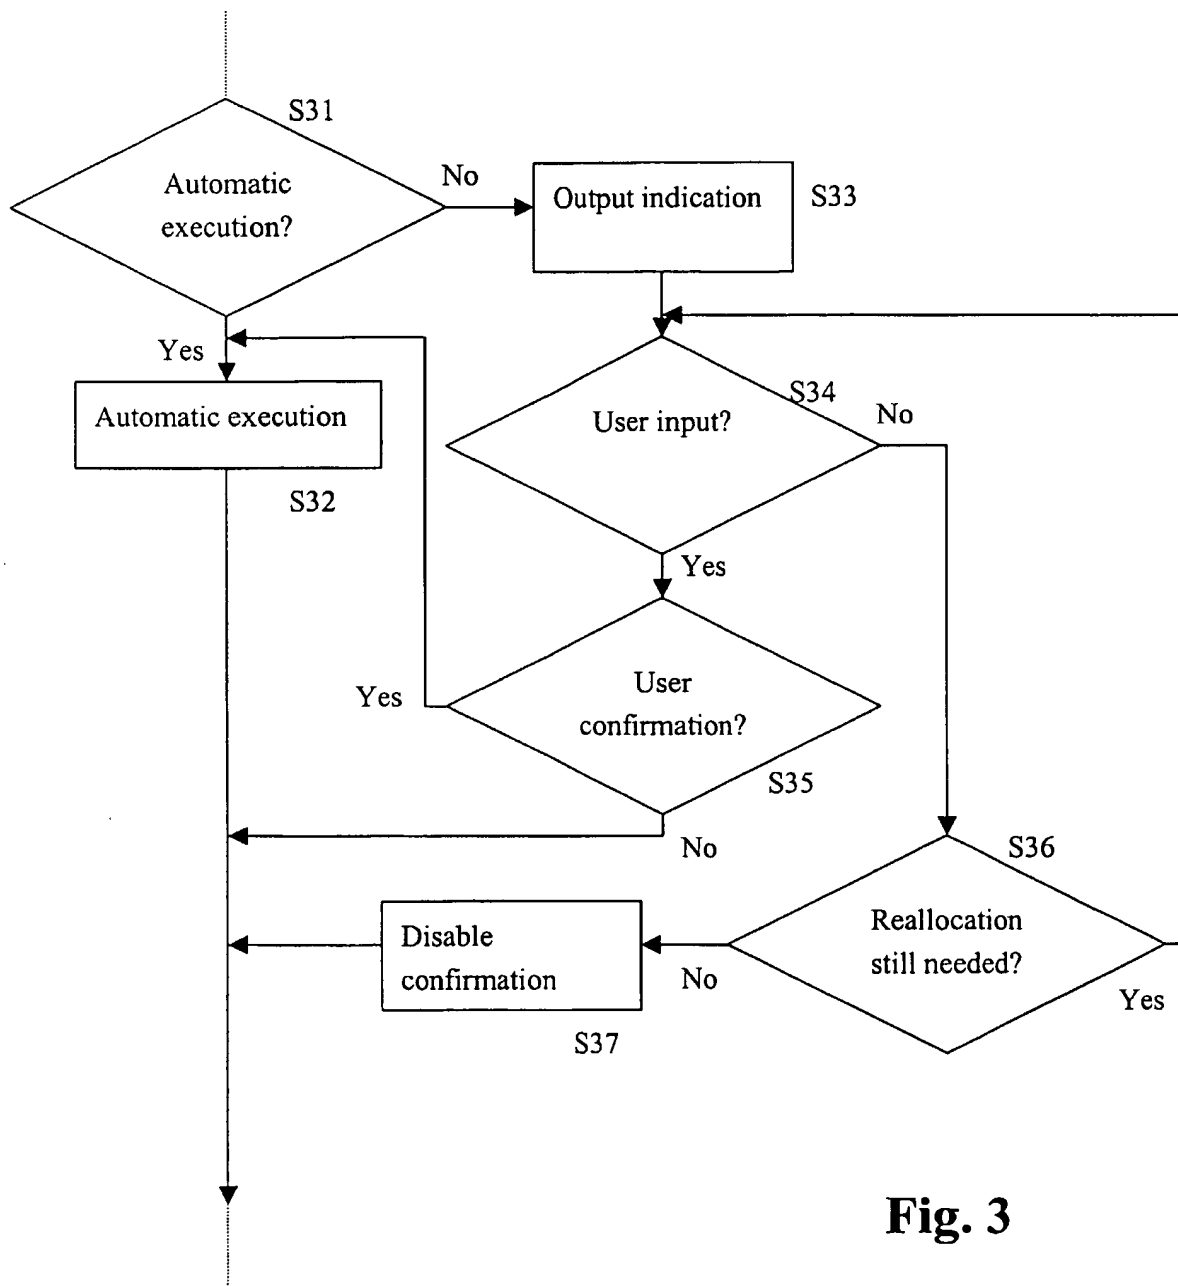 S31
Automatic
execution?
No
Output indication
S33
Yes
Automatic execution
S32
S34
User input?
No
Yes
User
confirmation?
Yes
S35
No
S36
Reallocation
still needed?
Yes
No
Disable
confirmation
S37
Fig. 3